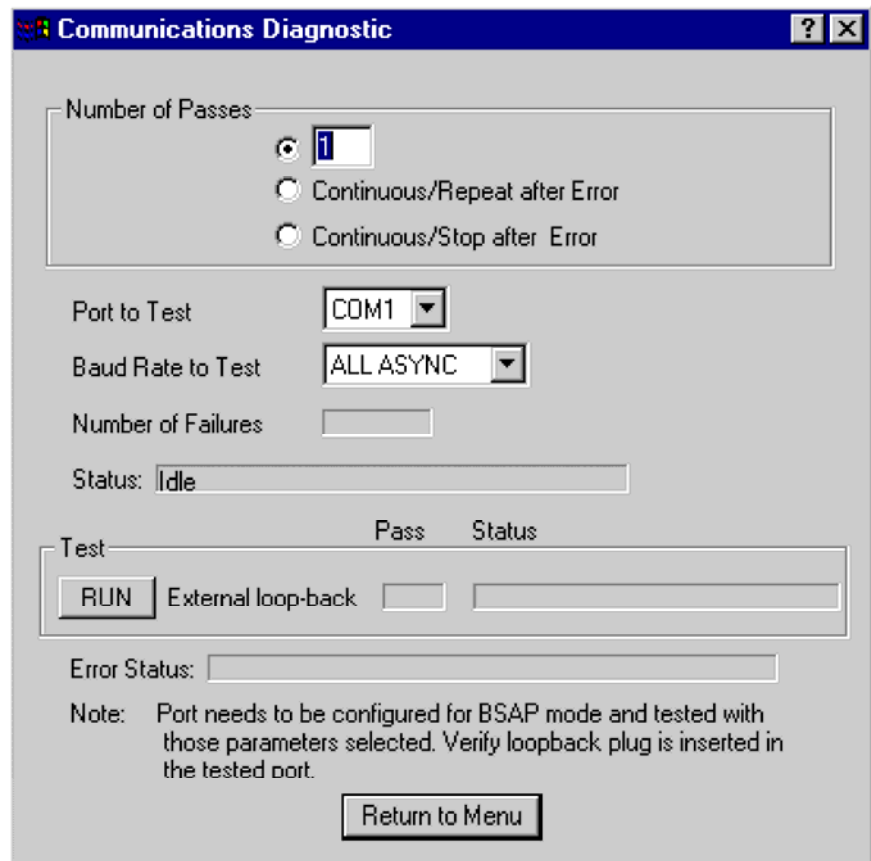 Communications Diagnostic
Number of Passes
1
Continuous/Repeat after Error
Continuous/Stop after Error
Port to Test COM1
Baud Rate to Test ALL ASYNC
Number of Failures
Status: Idle
Pass Status
Test
RUN External loop-back
Error Status:
Note: Port needs to be configured for BSAP mode and tested with
those parameters selected. Verify loopback plug is inserted in
the tested port.
Return to Menu